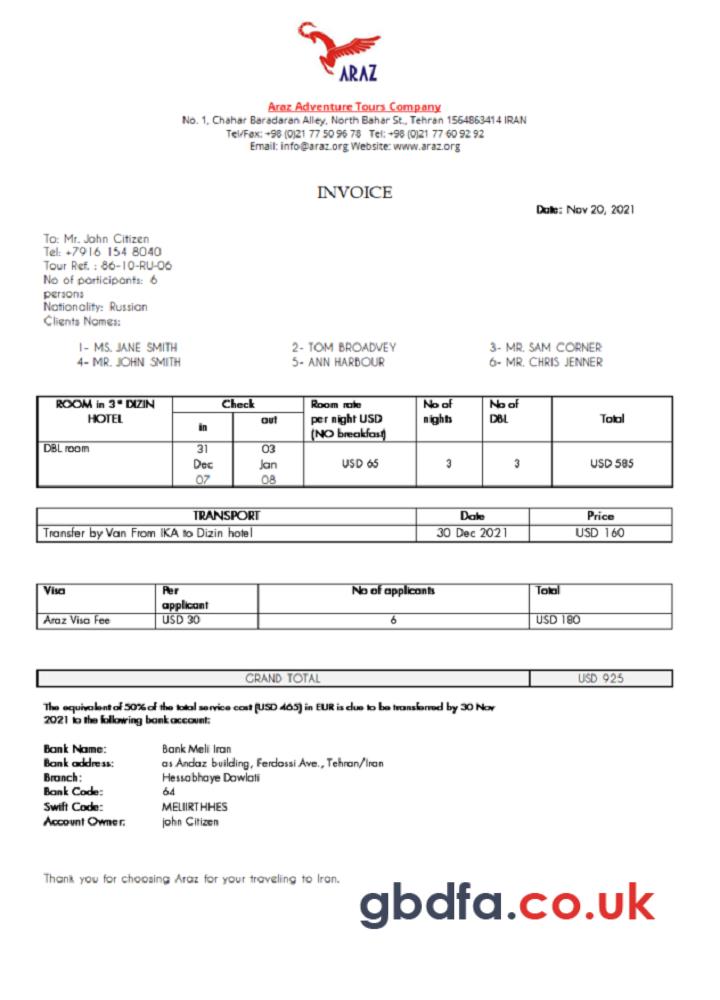 ARAZ
Araz Adventure Tours Company
No. 1, Chahar Baradaran Alley, North Bahar St., Tehran 1564863414 IRAN
Tel/Fax: +98 (0)21 77 50 96 78 Tel: +98 (0)21 77 60 92 92
Email: info@araz.org Website: www.araz.org
INVOICE
Date: Nov 20, 2021
To: Mr. John Citizen
Tel: +7916 154 8040
Tour Ref. : 86-10-RU-06
No of participants: 6
persons
Nationality: Russian
Clients Names:
1- MS. JANE SMITH 2- TOM BROADVEY 3- MR. SAM CORNER
4- MR. JOHN SMITH 5- ANN HARBOUR 6- MR. CHRIS JENNER
ROOM in 3* DIZIN HOTEL Check in out Room rate per night USD (NO breakfast) No of nights No of DBL Total
DBL room 31 Dec 07 03 Jan 08 USD 65 3 3 USD 585
TRANSPORT Date Price
Transfer by Van From IKA to Dizin hotel 30 Dec 2021 USD 160
Visa Per applicant No of applicants Total
Araz Visa Fee USD 30 6 USD 180
GRAND TOTAL USD 925
The equivalent of 50% of the total service cost (USD 465) in EUR is due to be transferred by 30 Nov
2021 to the following bank account:
Bank Name: Bank Meli Iran
Bank address: as Andaz building, Ferdassi Ave., Tehran/Iran
Branch: Hessabhaye Dowlati
Bank Code: 64
Swift Code: MELIIRTHHES
Account Owner: john Citizen
Thank you for choosing Araz for your traveling to Iran.
gbdfa.co.uk